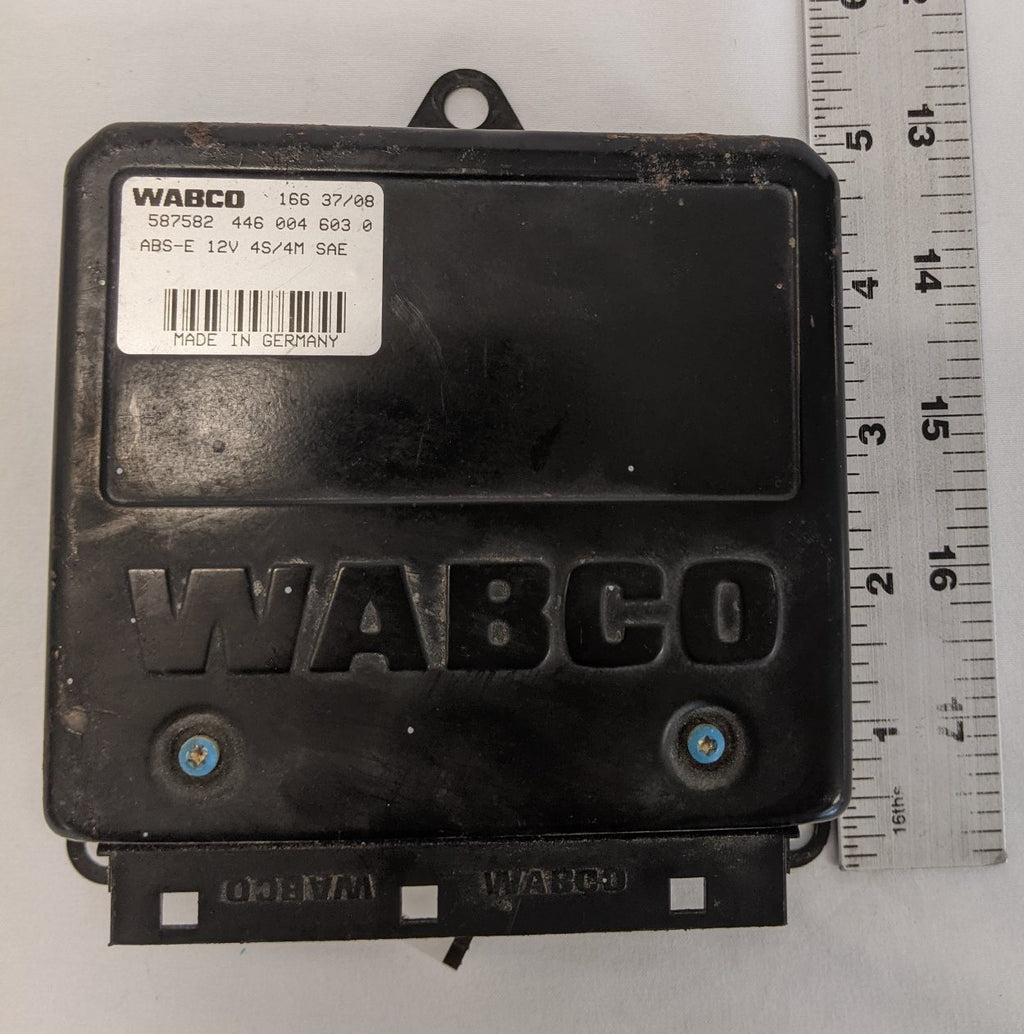 WABCO 166 37/08
587582 446 004 603 0
ABS-E 12V 4S/4M SAE
MADE IN GERMANY
WABCO
WABCO WABCO
13
5
14
4
15
3
16
2
17
1
16ths